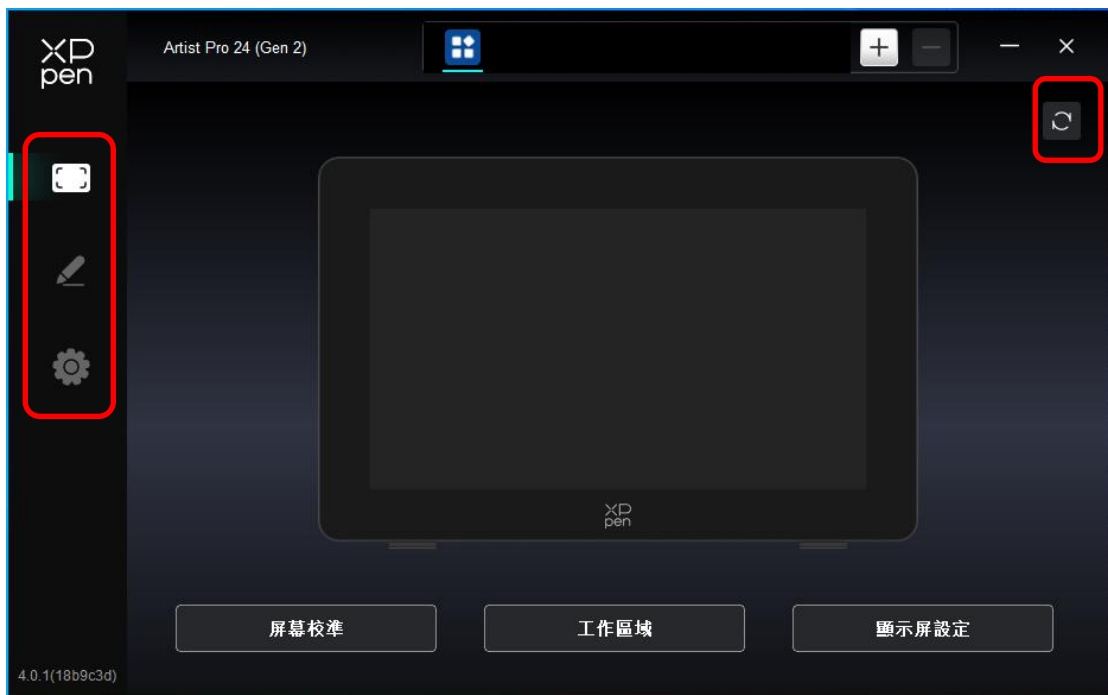 XP
pen
Artist Pro 24 (Gen 2)
XP
pen
屏幕校準
工作區域
顯示屏設定
4.0.1(18b9c3d)